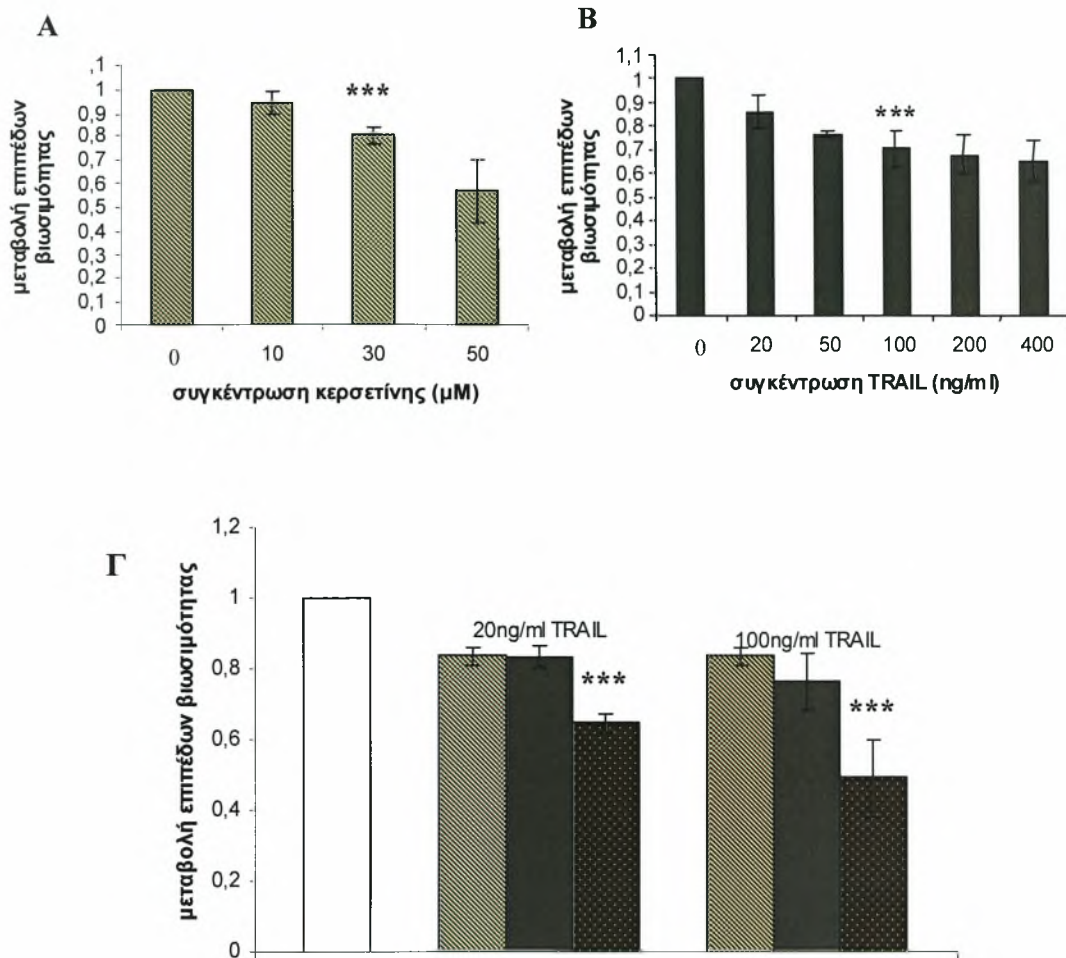 A
,1
1
0,9
0,8
0,7
0,6
0,5
0,4
0,3
0,2
0,1
0
μεταβολή επιπέδων
βιωσιμότητας
***
0 10 30 50
συγκέντρωση κερσετίνης (μM)
B
1,1
1
0,9
0,8
0,7
0,6
0,5
0,4
0,3
0,2
0,1
0
μεταβολή επιπέδων
βιωσιμότητας
***
0 20 50 100 200 400
συγκέντρωση TRAIL (ng/ml)
Γ
1,2
1
0,8
0,6
0,4
0,2
0
μεταβολή επιπέδων βιωσιμότητας
20ng/ml TRAIL
***
100ng/ml TRAIL
***